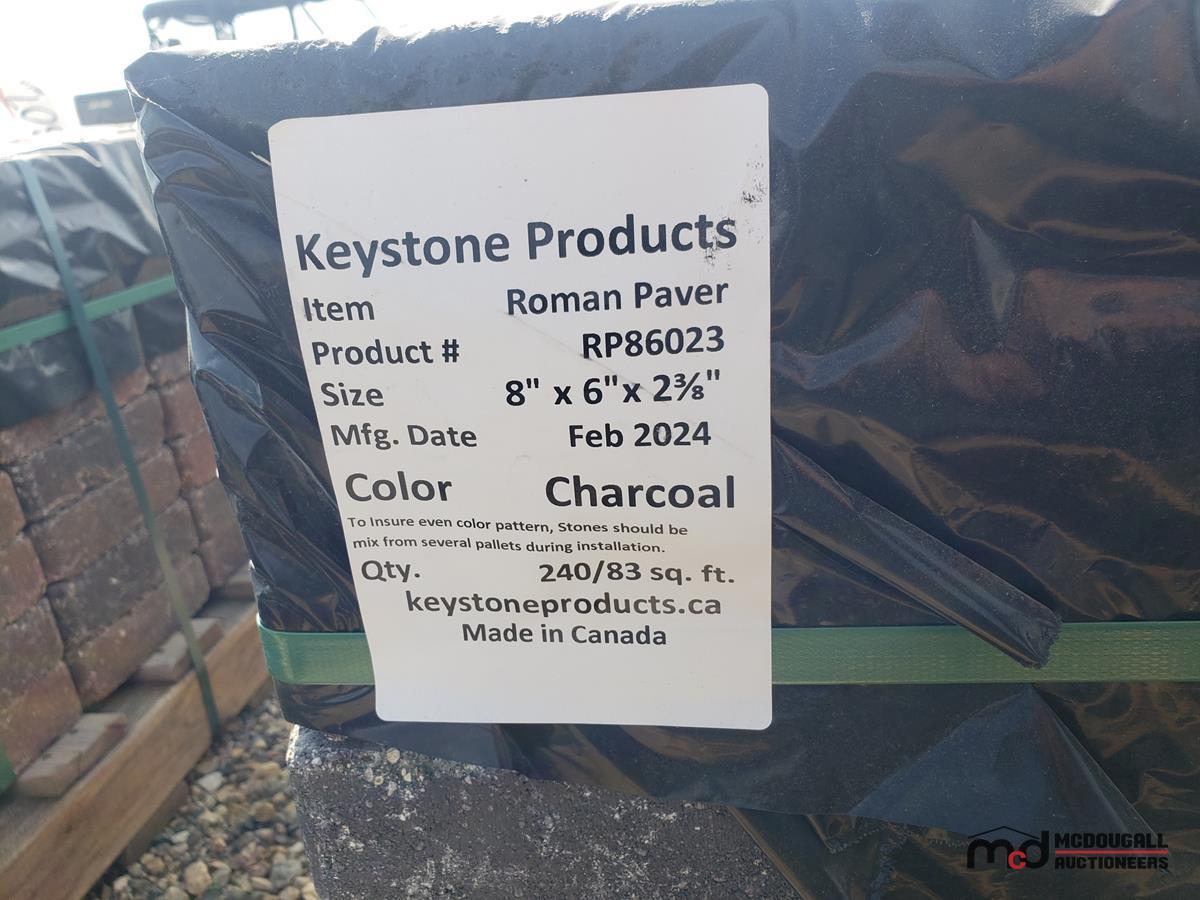 Keystone Products
Item Roman Paver
Product # RP86023
Size 8" x 6"x 2⅜"
Mfg. Date Feb 2024
Color Charcoal
To Insure even color pattern, Stones should be
mix from several pallets during installation.
Qty. 240/83 sq. ft.
keystoneproducts.ca
Made in Canada
mcd MCDOUGALL
AUCTIONEERS